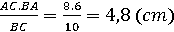 AC.BA/BC = 8.6/10 = 4,8 (cm)